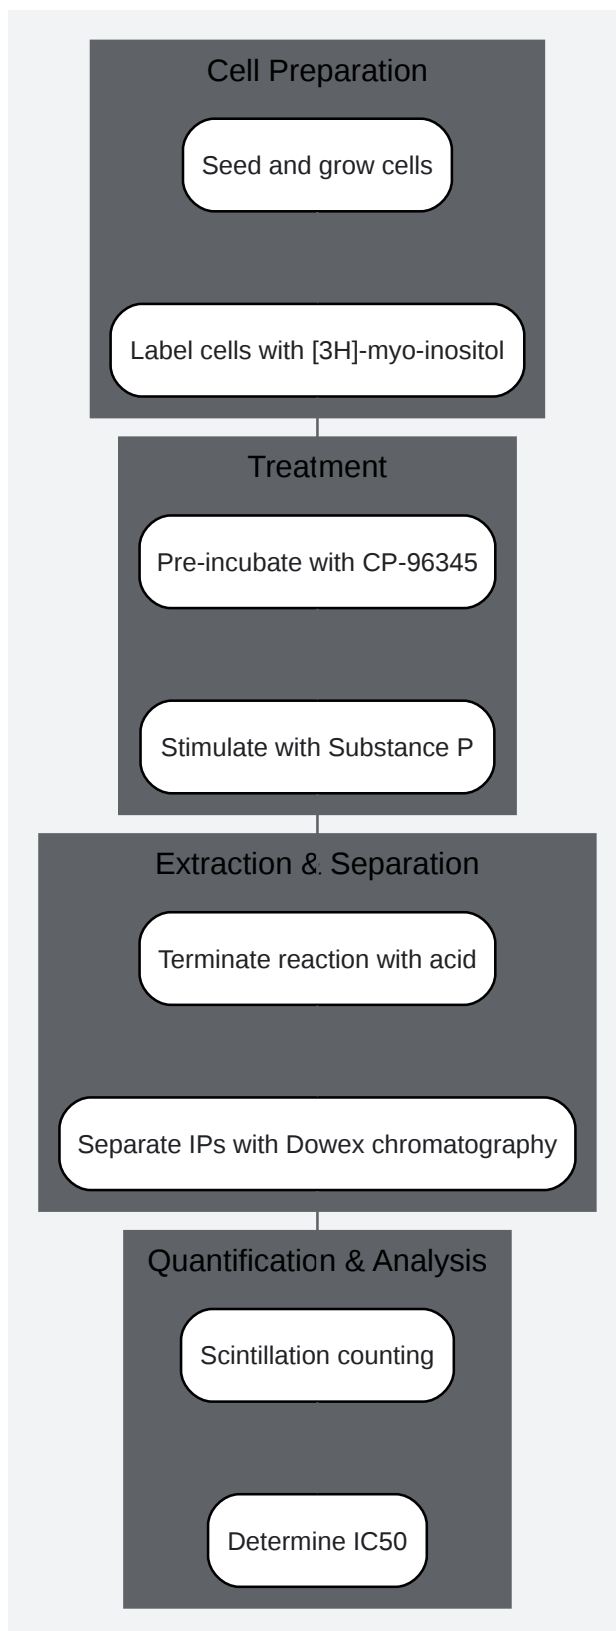 Cell Preparation
Seed and grow cells
Label cells with [3H]-myo-inositol
Treatment
Pre-incubate with CP-96345
Stimulate with Substance P
Extraction & Separation
Terminate reaction with acid
Separate IPs with Dowex chromatography
Quantification & Analysis
Scintillation counting
Determine IC50